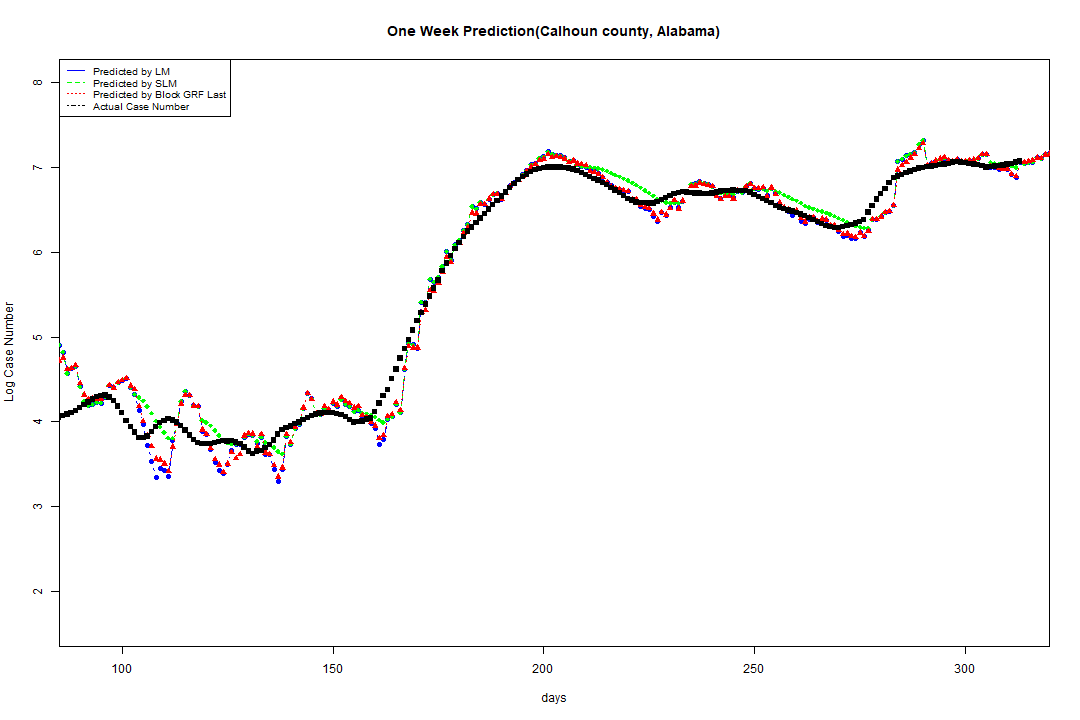 One Week Prediction(Calhoun county, Alabama)
Predicted by LM
Predicted by SLM
Predicted by Block GRF Last
Actual Case Number
Log Case Number
8
7
6
5
4
3
2
100 150 200 250 300
days